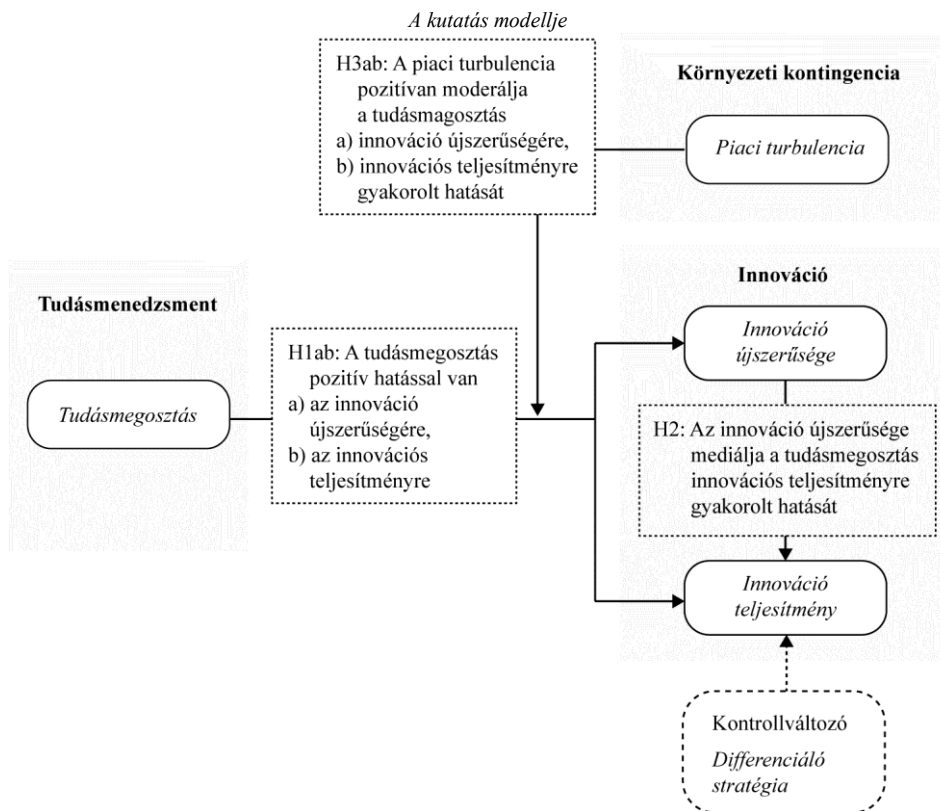 A kutatás modellje
H3ab: A piaci turbulencia
pozitívan moderálja
a tudásmagosztás
a) innováció újszerűségére,
b) innovációs teljesítményre
gyakorolt hatását
Környezeti kontingencia
Piaci turbulencia
Tudásmenedzsment
Tudásmegosztás
H1ab: A tudásmegosztás
pozitív hatással van
a) az innováció
újszerűségére,
b) az innovációs
teljesítményre
Innováció
Innováció
újszerűsége
H2: Az innováció újszerűsége
mediálja a tudásmegosztás
innovációs teljesítményre
gyakorolt hatását
Innováció
teljesítmény
Kontrollváltozó
Differenciáló
stratégia